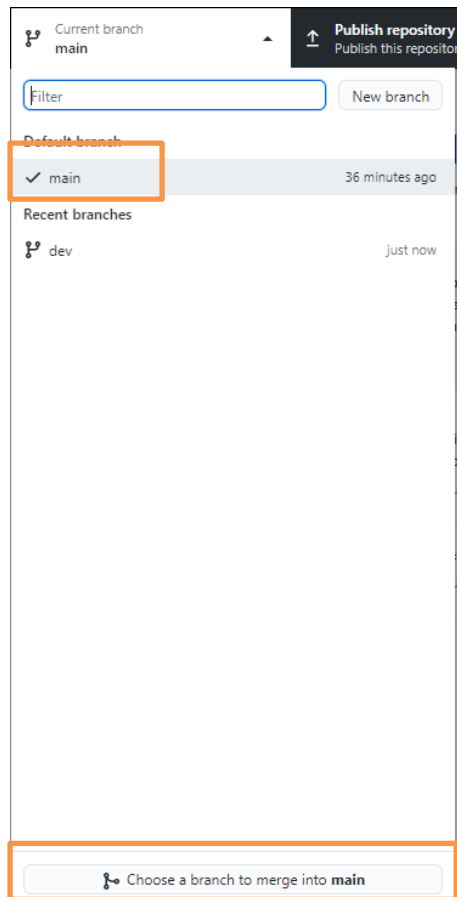 Current branch
main
Publish repository
Publish this repositor
Filter
New branch
Default branch
main
36 minutes ago
Recent branches
dev
just now
Choose a branch to merge into main